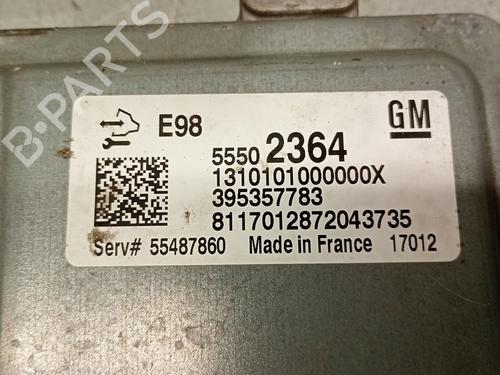 B-PARTS
E98
GM
5550 2364
1310101000000X
395357783
8117012872043735
Serv# 55487860 Made in France 17012